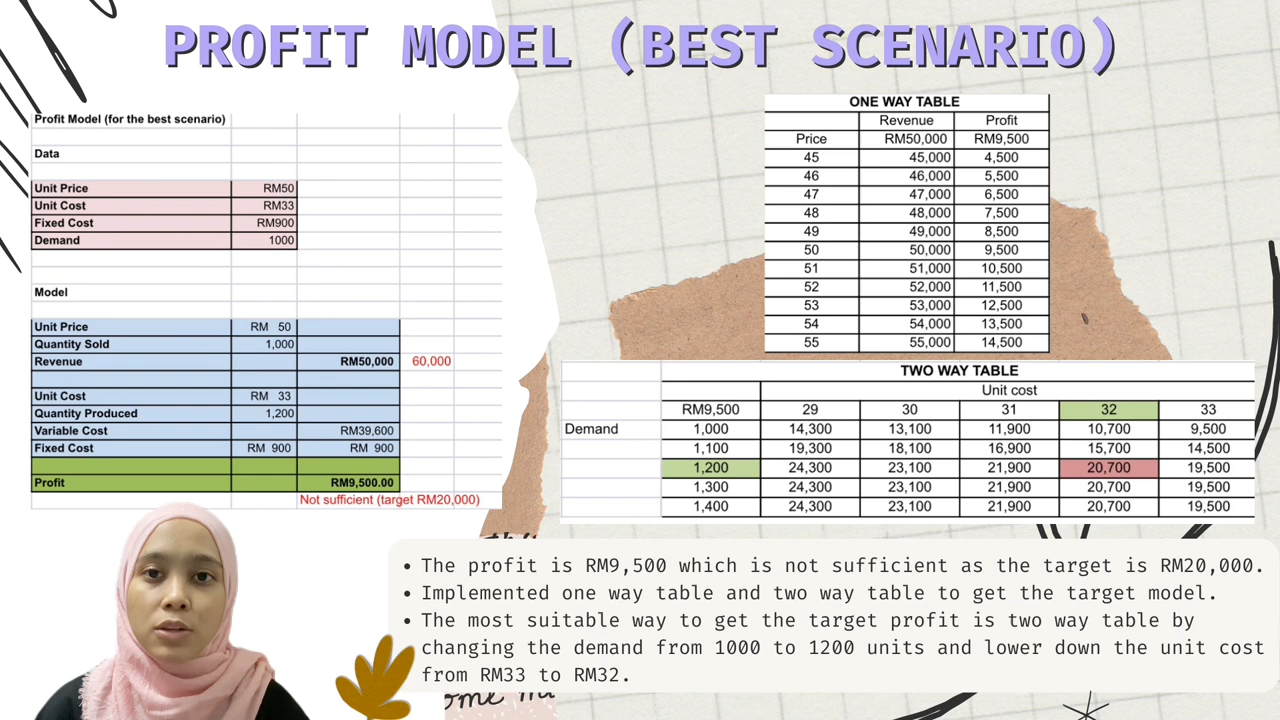 PROFIT MODEL (BEST SCENARIO)
Profit Model (for the best scenario)
Data
Unit Price RM50
Unit Cost RM33
Fixed Cost RM900
Demand 1000
Model
Unit Price RM 50
Quantity Sold 1,000
Revenue RM50,000 60,000
Unit Cost RM 33
Quantity Produced 1,200
Variable Cost RM39,600
Fixed Cost RM 900 RM 900
Profit RM9,500.00
Not sufficient (target RM20,000)
ONE WAY TABLE
Revenue Profit
Price RM50,000 RM9,500
45 45,000 4,500
46 46,000 5,500
47 47,000 6,500
48 48,000 7,500
49 49,000 8,500
50 50,000 9,500
51 51,000 10,500
52 52,000 11,500
53 53,000 12,500
54 54,000 13,500
55 55,000 14,500
TWO WAY TABLE
Unit cost
RM9,500 29 30 31 32 33
Demand 1,000 14,300 13,100 11,900 10,700 9,500
1,100 19,300 18,100 16,900 15,700 14,500
1,200 24,300 23,100 21,900 20,700 19,500
1,300 24,300 23,100 21,900 20,700 19,500
1,400 24,300 23,100 21,900 20,700 19,500
• The profit is RM9,500 which is not sufficient as the target is RM20,000.
• Implemented one way table and two way table to get the target model.
• The most suitable way to get the target profit is two way table by
changing the demand from 1000 to 1200 units and lower down the unit cost
from RM33 to RM32.